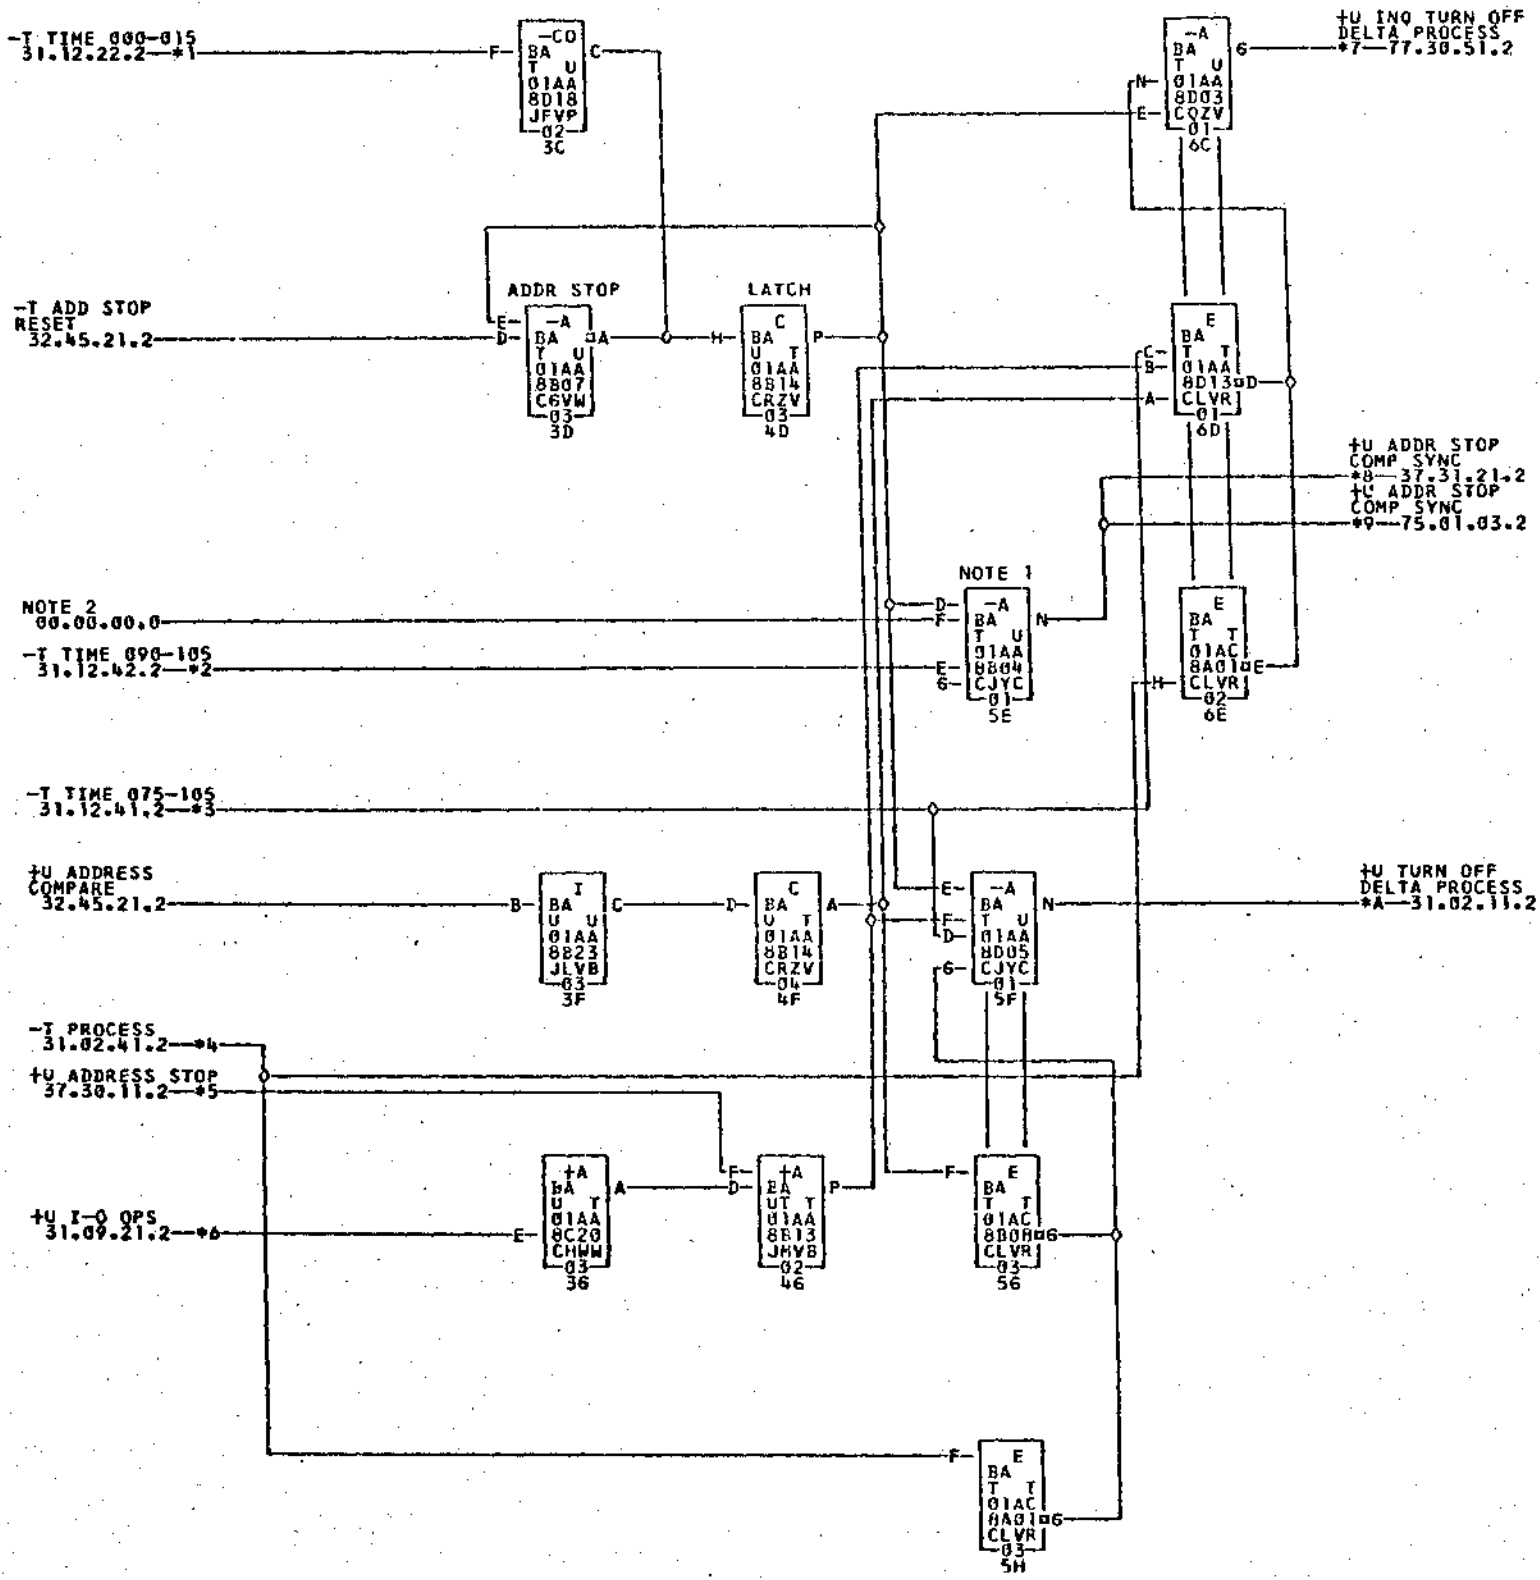 -T TIME 000-015
31.12.22.2—*1
F
-CO
BA C
T U
01AA
8D18
JFVP
02
3C
-A
BA G
T U
N 01AA
8D03
E CQZV
01
6C
+U INQ TURN OFF
DELTA PROCESS
*7—77.30.51.2
-T ADD STOP
RESET
32.45.21.2
ADDR STOP
E -A
D BA A
T U
01AA
8B07
C6VW
03
3D
LATCH
C
H BA P
U T
01AA
8B14
CRZV
03
4D
E
BA
C T T
B 01AA
8D13 D
A CLVR
01
6D
+U ADDR STOP
COMP SYNC
*8—37.31.21.2
+U ADDR STOP
COMP SYNC
*9—75.01.03.2
NOTE 2
00.00.00.0
-T TIME 090-105
31.12.42.2—*2
NOTE 1
D -A
F BA N
T U
01AA
E 8B04
G CJYC
01
5E
E
BA
T T
01AC
8A01 E
H CLVR
02
6E
-T TIME 075-105
31.12.41.2—*3
+U ADDRESS
COMPARE
32.45.21.2
I
B BA C
U U
01AA
8B23
JLVB
03
3F
C
D BA A
U T
01AA
8B14
CRZV
04
4F
E -A
BA N
F T U
D 01AA
8D05
G CJYC
01
5F
+U TURN OFF
DELTA PROCESS
*A—31.02.11.2
-T PROCESS
31.02.41.2—*4
+U ADDRESS STOP
37.30.11.2—*5
+U I-O OPS
31.09.21.2—*6
+A
BA A
U T
01AA
E 8C20
CHWW
03
3G
F +A
D BA P
UT T
01AA
8B13
JMVB
02
4G
F E
BA
T T
01AC
8B08 G
CLVR
03
5G
F E
BA
T T
01AC
8A01 G
CLVR
03
5H